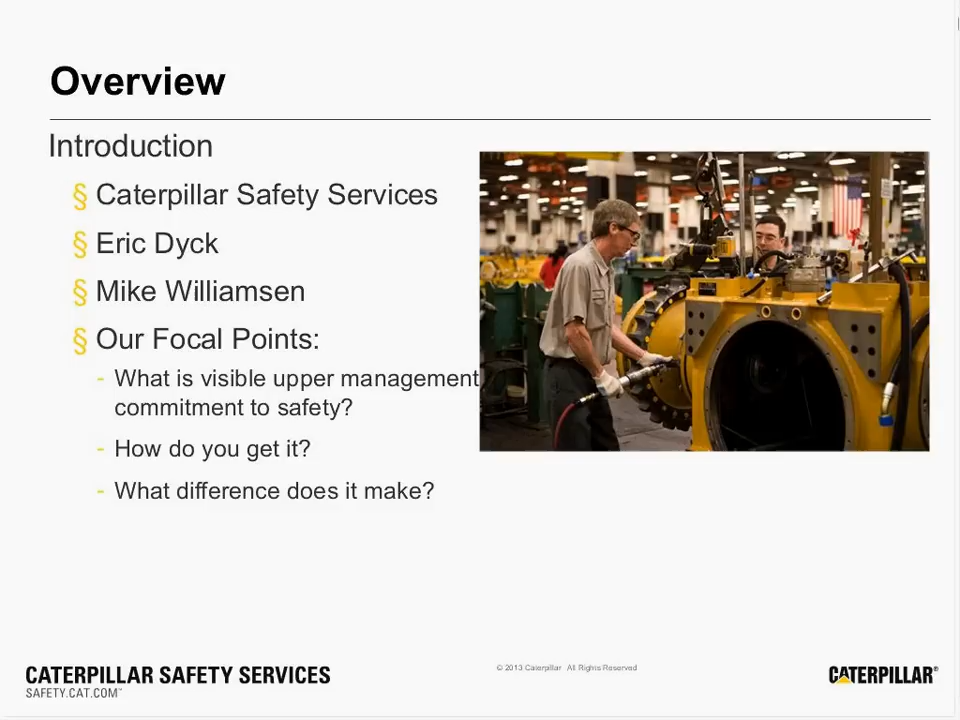 Overview
Introduction
§ Caterpillar Safety Services
§ Eric Dyck
§ Mike Williamsen
§ Our Focal Points:
- What is visible upper management
commitment to safety?
- How do you get it?
- What difference does it make?
CATERPILLAR SAFETY SERVICES
SAFETY.CAT.COM™
© 2013 Caterpillar All Rights Reserved
CATERPILLAR®